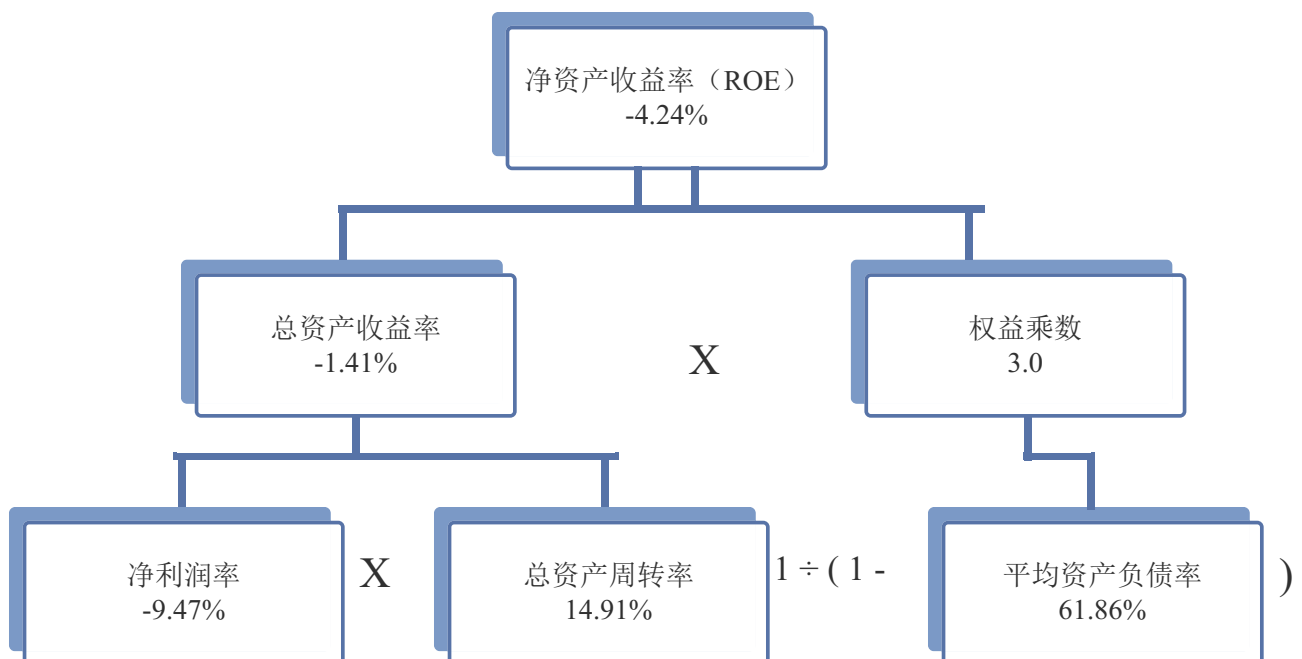 净资产收益率（ROE）
-4.24%
总资产收益率
-1.41%
X
权益乘数
3.0
净利润率
-9.47%
X
总资产周转率
14.91%
1 ÷ ( 1 -
平均资产负债率
61.86%
)